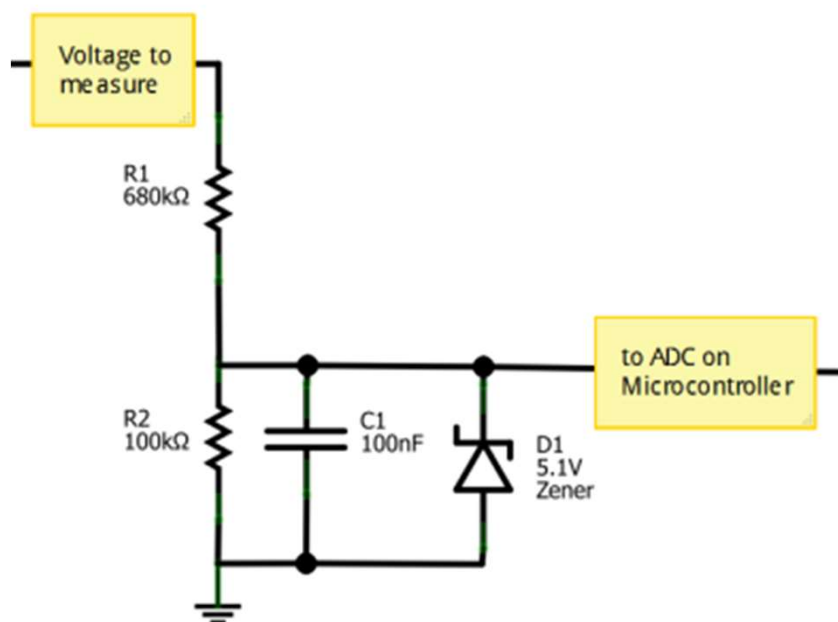 Voltage to
measure
R1
680kΩ
to ADC on
Microcontroller
R2
100kΩ
C1
100nF
D1
5.1V
Zener